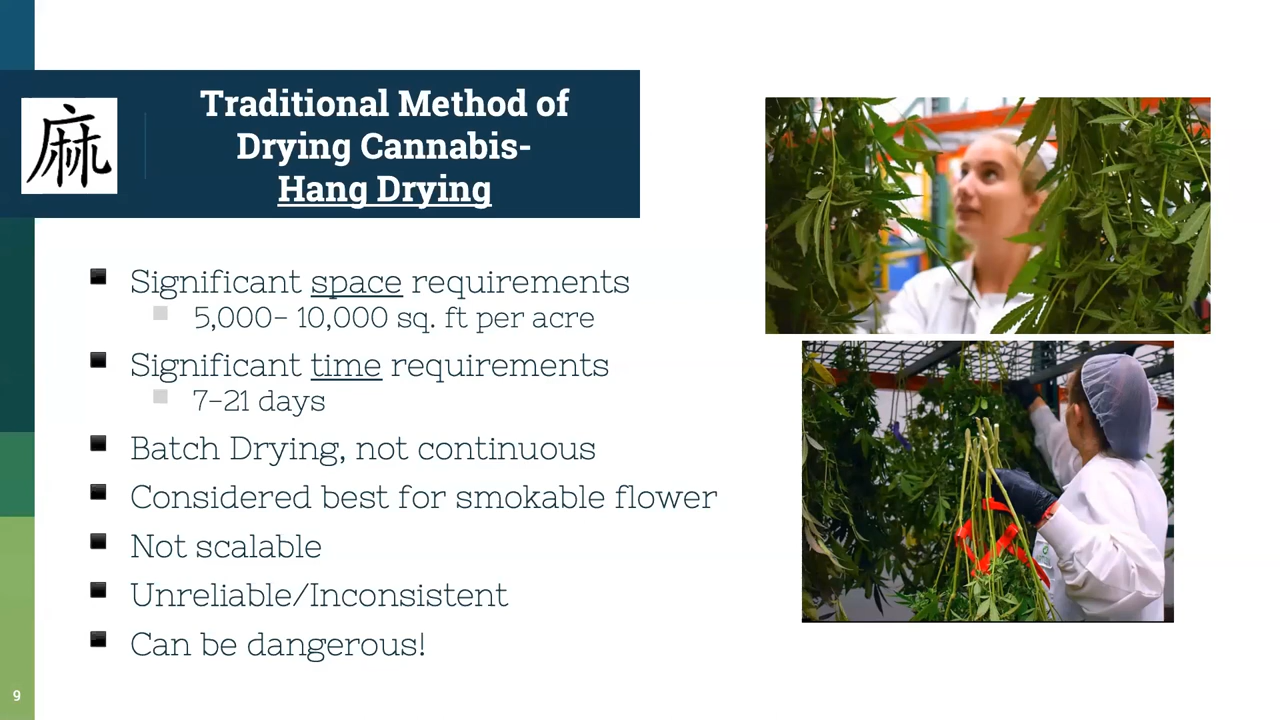 麻
Traditional Method of
Drying Cannabis-
Hang Drying
Significant space requirements
5,000- 10,000 sq. ft per acre
Significant time requirements
7-21 days
Batch Drying, not continuous
Considered best for smokable flower
Not scalable
Unreliable/Inconsistent
Can be dangerous!
9